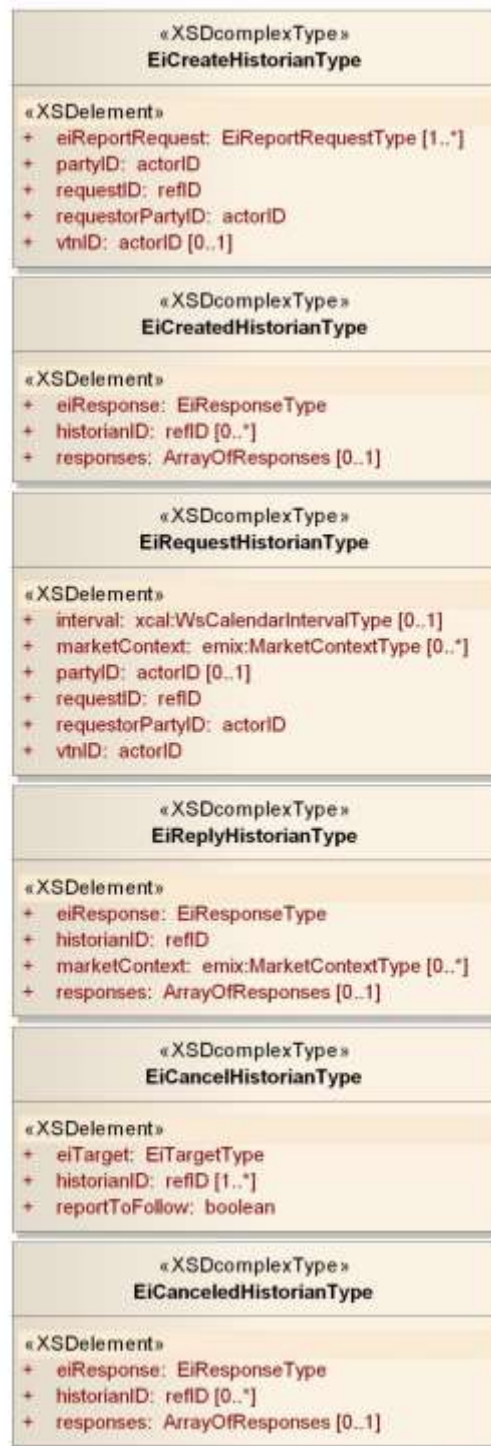 «XSDcomplexType»
EiCreateHistorianType
«XSDelement»
+ eiReportRequest: EiReportRequestType [1..*]
+ partyID: actorID
+ requestID: refID
+ requestorPartyID: actorID
+ vtnID: actorID [0..1]
«XSDcomplexType»
EiCreatedHistorianType
«XSDelement»
+ eiResponse: EiResponseType
+ historianID: refID [0..*]
+ responses: ArrayOfResponses [0..1]
«XSDcomplexType»
EiRequestHistorianType
«XSDelement»
+ interval: xcal:WsCalendarIntervalType [0..1]
+ marketContext: emix:MarketContextType [0..*]
+ partyID: actorID [0..1]
+ requestID: refID
+ requestorPartyID: actorID
+ vtnID: actorID
«XSDcomplexType»
EiReplyHistorianType
«XSDelement»
+ eiResponse: EiResponseType
+ historianID: refID
+ marketContext: emix:MarketContextType [0..*]
+ responses: ArrayOfResponses [0..1]
«XSDcomplexType»
EiCancelHistorianType
«XSDelement»
+ eiTarget: EiTargetType
+ historianID: refID [1..*]
+ reportToFollow: boolean
«XSDcomplexType»
EiCanceledHistorianType
«XSDelement»
+ eiResponse: EiResponseType
+ historianID: refID [0..*]
+ responses: ArrayOfResponses [0..1]